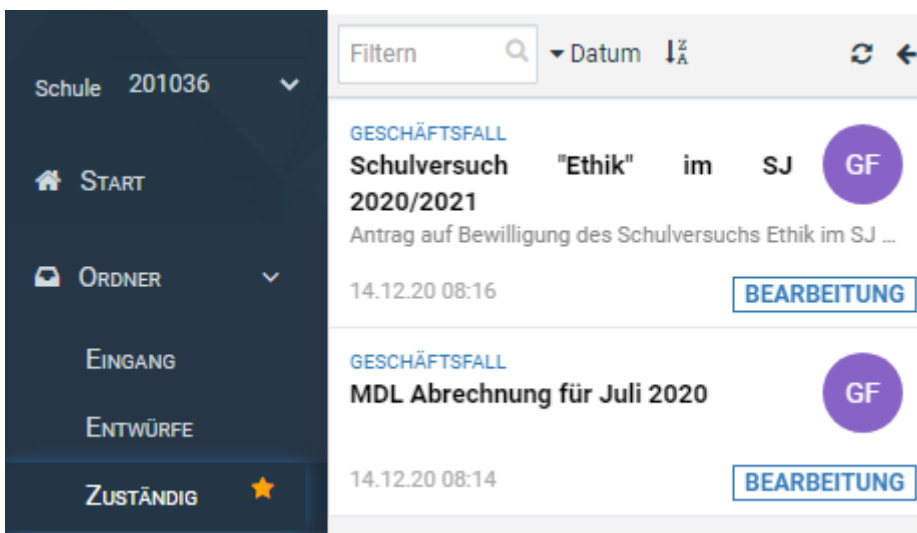 Schule 201036
START
ORDNER
EINGANG
ENTWÜRFE
ZUSTÄNDIG
Filtern Datum
GESCHÄFTSFALL
Schulversuch "Ethik" im SJ
2020/2021
GF
Antrag auf Bewilligung des Schulversuchs Ethik im SJ ...
14.12.20 08:16
BEARBEITUNG
GESCHÄFTSFALL
MDL Abrechnung für Juli 2020
GF
14.12.20 08:14
BEARBEITUNG